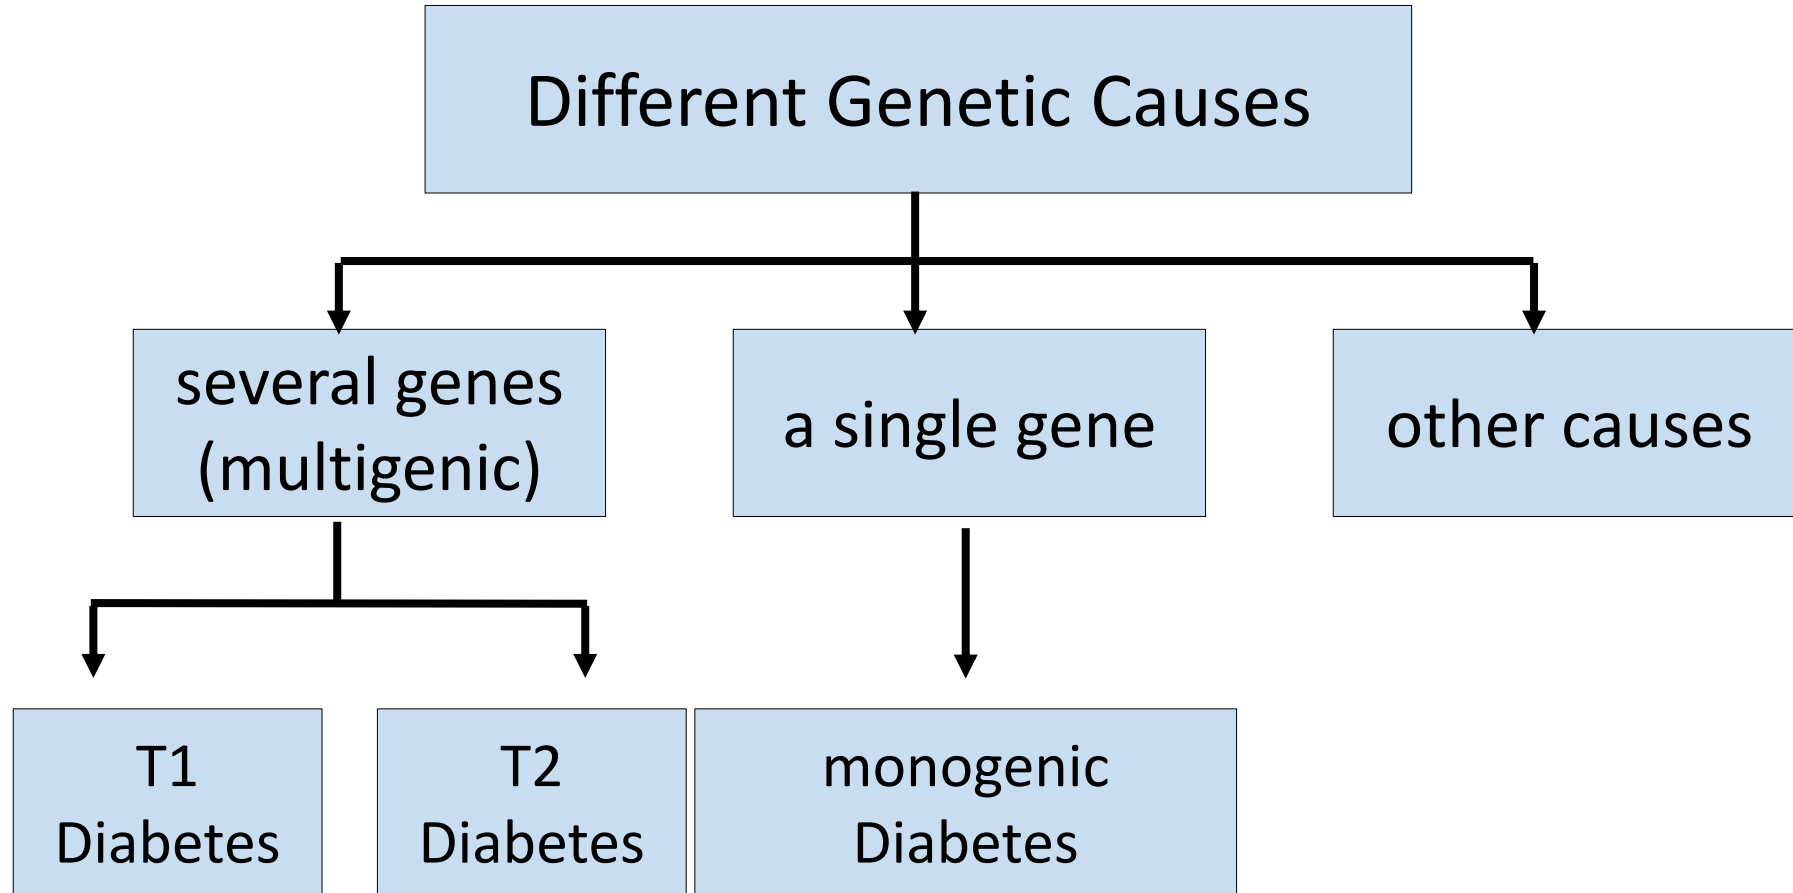 Different Genetic Causes
several genes
(multigenic)
a single gene
other causes
T1
Diabetes
T2
Diabetes
monogenic
Diabetes